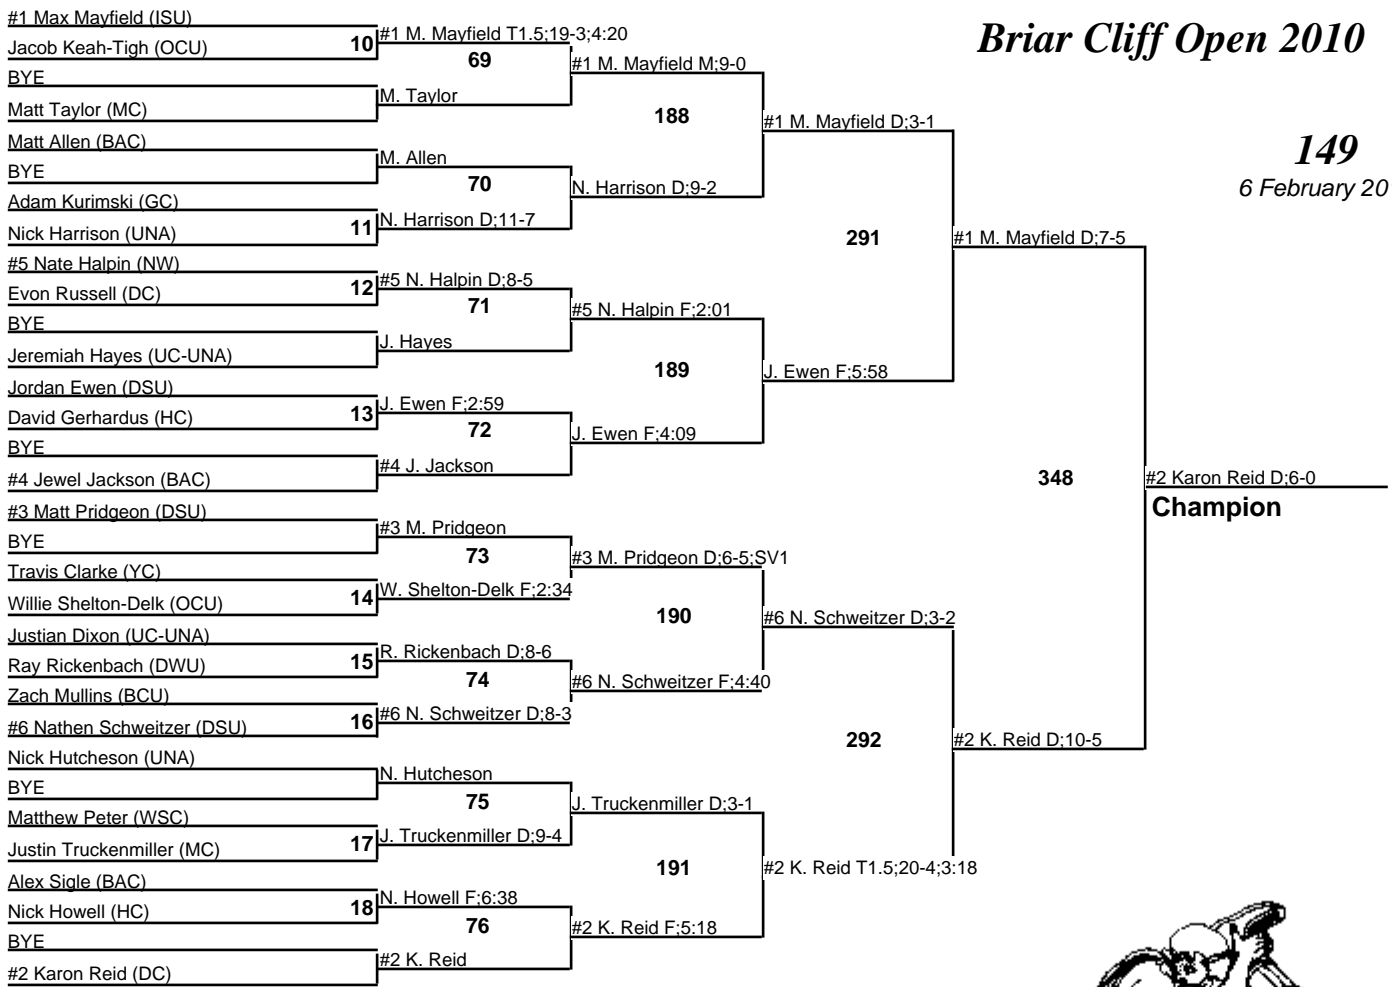 Briar Cliff Open 2010
149
6 February 20
#1 Max Mayfield (ISU)
Jacob Keah-Tigh (OCU)
BYE
Matt Taylor (MC)
Matt Allen (BAC)
BYE
Adam Kurimski (GC)
Nick Harrison (UNA)
#5 Nate Halpin (NW)
Evon Russell (DC)
BYE
Jeremiah Hayes (UC-UNA)
Jordan Ewen (DSU)
David Gerhardus (HC)
BYE
#4 Jewel Jackson (BAC)
#3 Matt Pridgeon (DSU)
BYE
Travis Clarke (YC)
Willie Shelton-Delk (OCU)
Justian Dixon (UC-UNA)
Ray Rickenbach (DWU)
Zach Mullins (BCU)
#6 Nathen Schweitzer (DSU)
Nick Hutcheson (UNA)
BYE
Matthew Peter (WSC)
Justin Truckenmiller (MC)
Alex Sigle (BAC)
Nick Howell (HC)
BYE
#2 Karon Reid (DC)
10
11
12
13
14
15
16
17
18
#1 M. Mayfield T1.5;19-3;4:20
69
M. Taylor
M. Allen
70
N. Harrison D;11-7
#5 N. Halpin D;8-5
71
J. Hayes
J. Ewen F;2:59
72
#4 J. Jackson
#3 M. Pridgeon
73
W. Shelton-Delk F;2:34
R. Rickenbach D;8-6
74
#6 N. Schweitzer D;8-3
N. Hutcheson
75
J. Truckenmiller D;9-4
N. Howell F;6:38
76
#2 K. Reid
#1 M. Mayfield M;9-0
188
N. Harrison D;9-2
#5 N. Halpin F;2:01
189
J. Ewen F;4:09
#3 M. Pridgeon D;6-5;SV1
190
#6 N. Schweitzer F;4:40
J. Truckenmiller D;3-1
191
#2 K. Reid F;5:18
#1 M. Mayfield D;3-1
291
J. Ewen F;5:58
#6 N. Schweitzer D;3-2
292
#2 K. Reid T1.5;20-4;3:18
#1 M. Mayfield D;7-5
348
#2 K. Reid D;10-5
#2 Karon Reid D;6-0
Champion